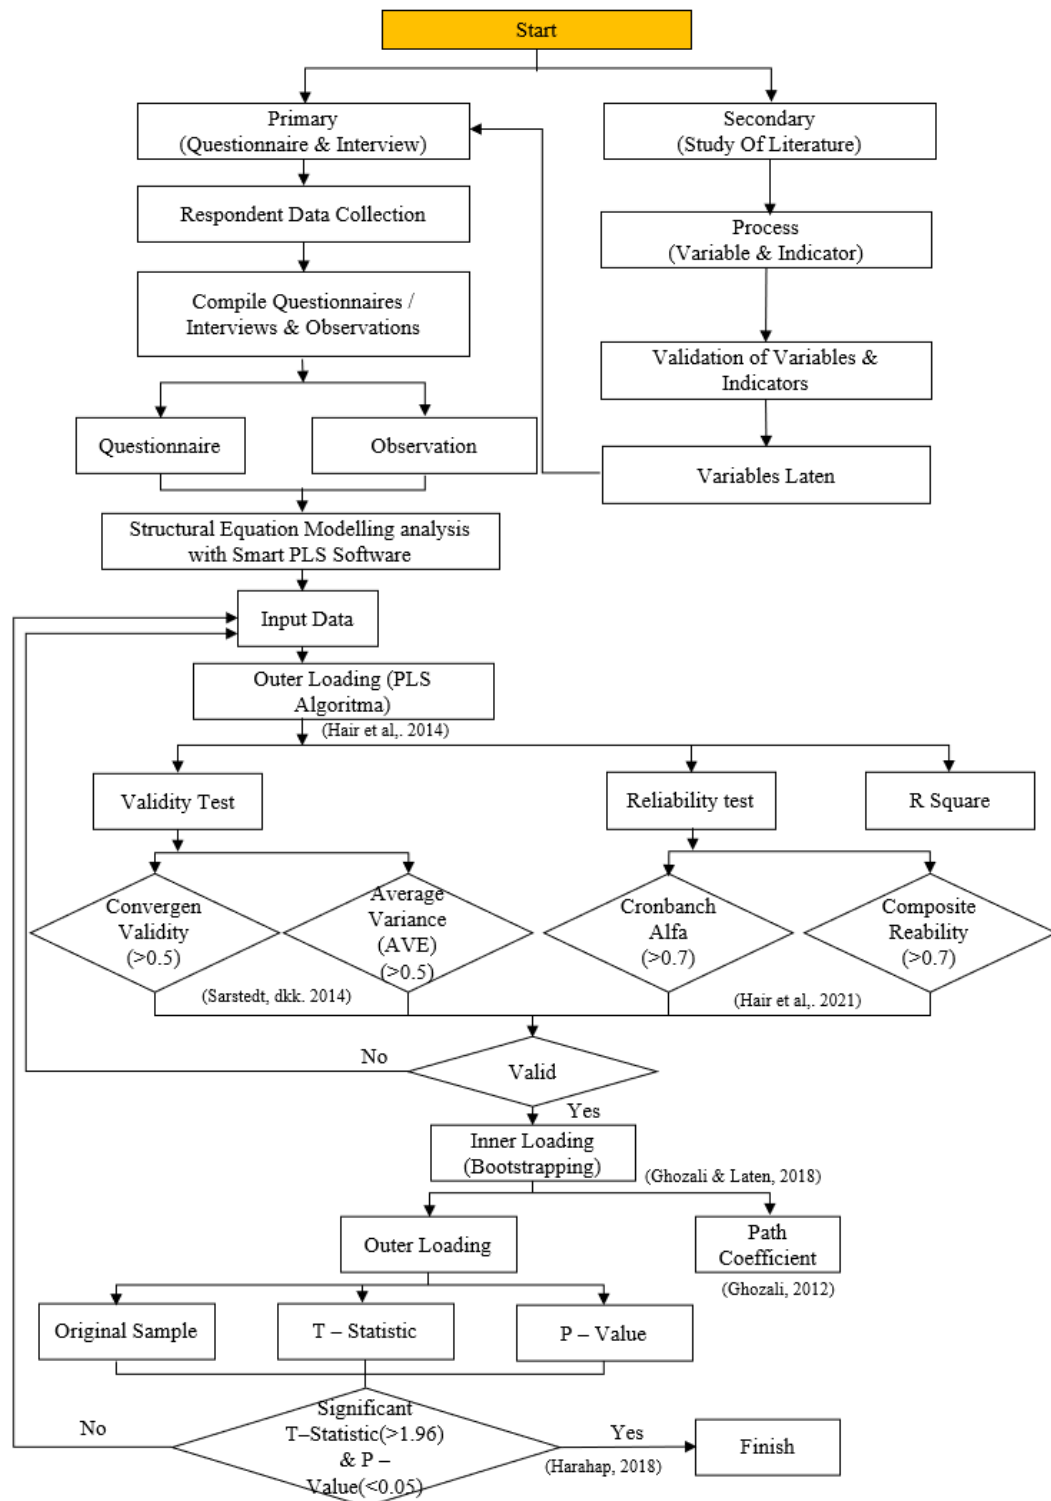 Start
Primary
(Questionnaire & Interview)
Secondary
(Study Of Literature)
Respondent Data Collection
Process
(Variable & Indicator)
Compile Questionnaires /
Interviews & Observations
Validation of Variables &
Indicators
Questionnaire
Observation
Variables Laten
Structural Equation Modelling analysis
with Smart PLS Software
Input Data
Outer Loading (PLS
Algoritma)
(Hair et al,. 2014)
Validity Test
Reliability test
R Square
Convergen
Validity
(>0.5)
Average
Variance
(AVE)
(>0.5)
Cronbanch
Alfa
(>0.7)
Composite
Reability
(>0.7)
(Sarstedt, dkk. 2014)
(Hair et al,. 2021)
No
Valid
Yes
Inner Loading
(Bootstrapping)
(Ghozali & Laten, 2018)
Outer Loading
Path
Coefficient
(Ghozali, 2012)
Original Sample
T – Statistic
P – Value
No
Significant
T–Statistic(>1.96)
& P –
Value(<0.05)
Yes
(Harahap, 2018)
Finish